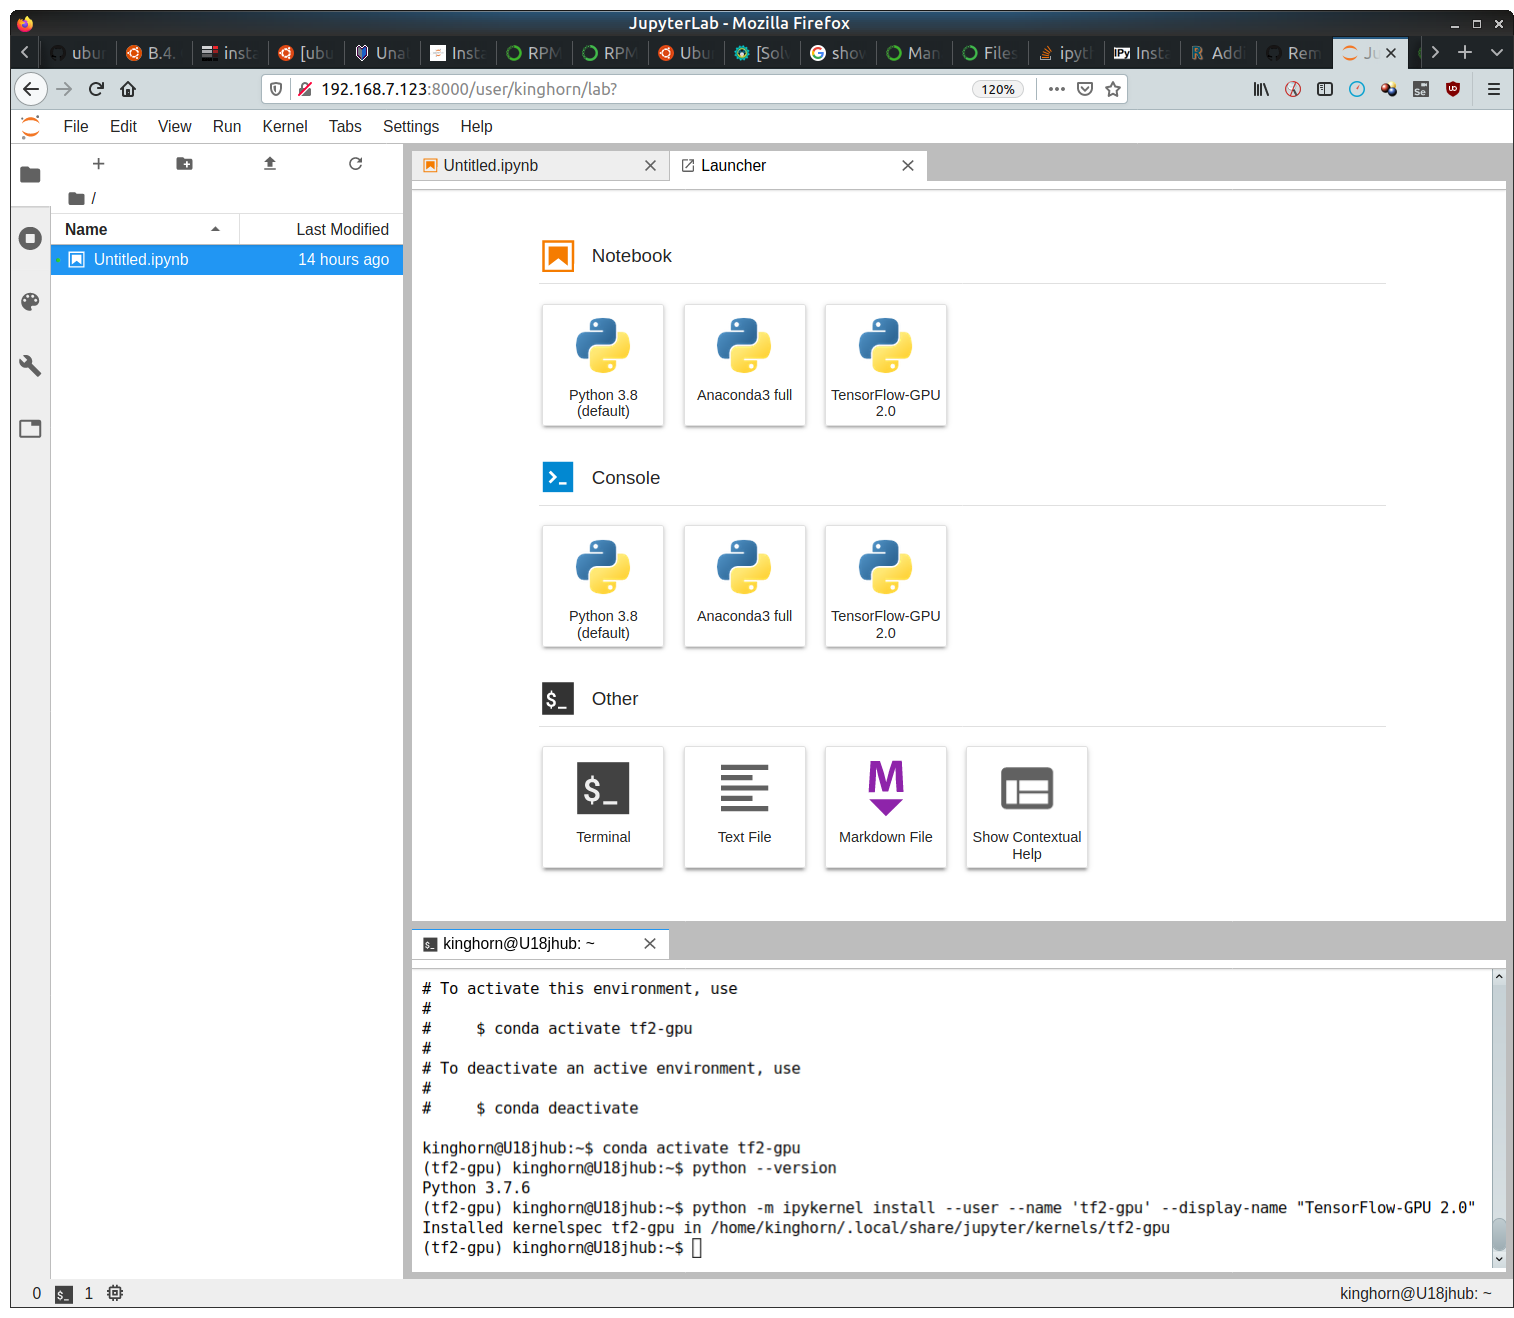 JupyterLab - Mozilla Firefox
ubu
B.4.
inst
[ubu
Una
Inst
RPM
RPM
Ubu
[Solv
show
Man
Files
ipyt
IPy Inst
R Add
Rem
Ju
192.168.7.123:8000/user/kinghorn/lab?
120%
Se
File Edit View Run Kernel Tabs Settings Help
Untitled.ipynb
Launcher
/
Name Last Modified
Untitled.ipynb 14 hours ago
Notebook
Python 3.8
(default)
Anaconda3 full
TensorFlow-GPU
2.0
Console
Python 3.8
(default)
Anaconda3 full
TensorFlow-GPU
2.0
$_ Other
$_
Terminal
Text File
M
Markdown File
Show Contextual
Help
kinghorn@U18jhub: ~
# To activate this environment, use
#
#     $ conda activate tf2-gpu
#
# To deactivate an active environment, use
#
#     $ conda deactivate
kinghorn@U18jhub:~$ conda activate tf2-gpu
(tf2-gpu) kinghorn@U18jhub:~$ python --version
Python 3.7.6
(tf2-gpu) kinghorn@U18jhub:~$ python -m ipykernel install --user --name 'tf2-gpu' --display-name "TensorFlow-GPU 2.0"
Installed kernelspec tf2-gpu in /home/kinghorn/.local/share/jupyter/kernels/tf2-gpu
(tf2-gpu) kinghorn@U18jhub:~$
0 $_ 1 kinghorn@U18jhub: ~